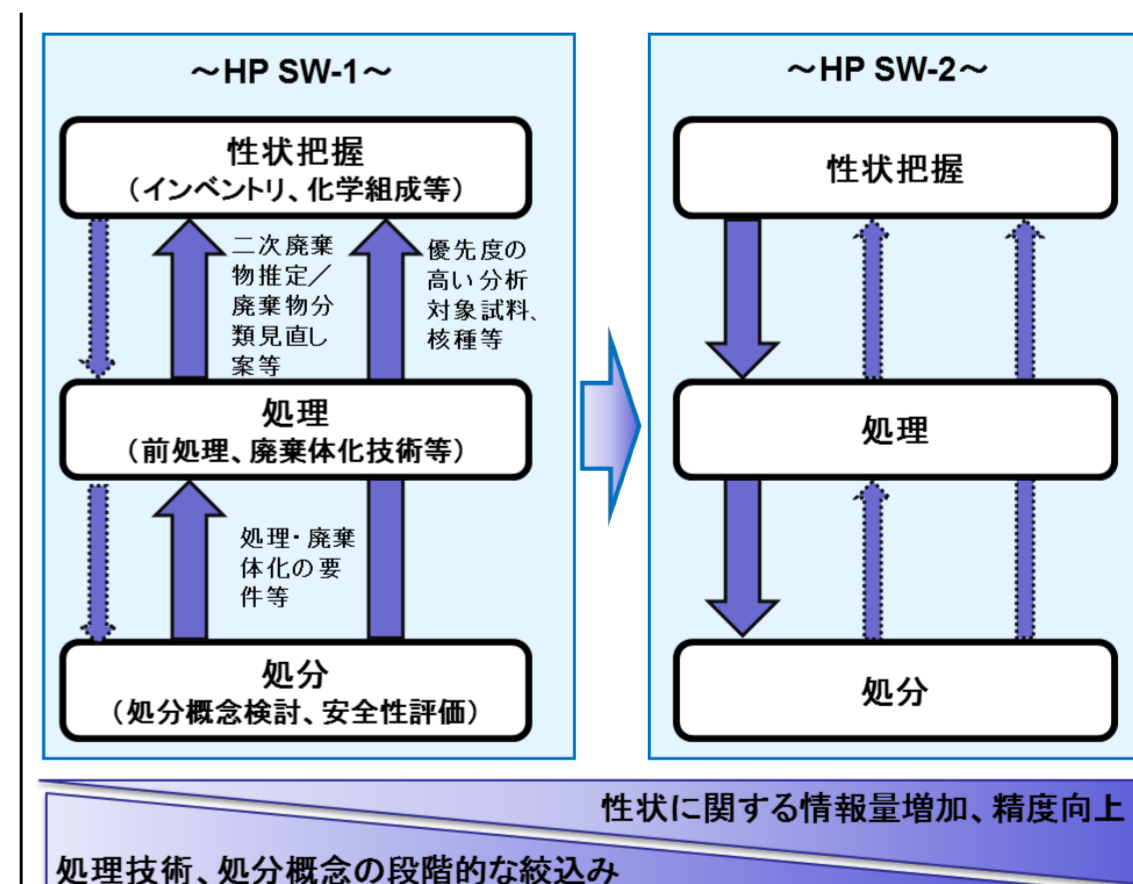 ～HP SW-1～
性状把握
（インベントリ、化学組成等）
二次廃棄
物推定／
廃棄物分
類見直し
案等
優先度の
高い分析
対象試料、
核種等
処理
（前処理、廃棄体化技術等）
処理・廃棄
体化の要
件等
処分
（処分概念検討、安全性評価）
～HP SW-2～
性状把握
処理
処分
性状に関する情報量増加、精度向上
処理技術、処分概念の段階的な絞込み